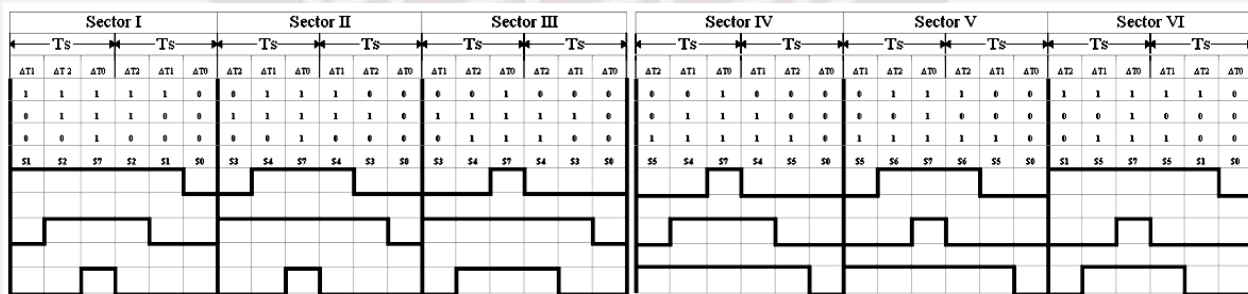 Sector I Sector II Sector III Sector IV Sector V Sector VI
Ts Ts Ts Ts Ts Ts Ts Ts Ts Ts Ts Ts
ΔT1 ΔT2 ΔT0 ΔT2 ΔT1 ΔT0 ΔT2 ΔT1 ΔT0 ΔT1 ΔT2 ΔT0 ΔT1 ΔT2 ΔT0 ΔT2 ΔT1 ΔT0 ΔT2 ΔT1 ΔT0 ΔT1 ΔT2 ΔT0 ΔT1 ΔT2 ΔT0 ΔT2 ΔT1 ΔT0 ΔT2 ΔT1 ΔT0 ΔT1 ΔT2 ΔT0
1 1 1 1 1 0 0 1 1 1 0 0 0 0 1 0 0 0 0 0 1 0 0 0 0 1 1 1 0 0 1 1 1 1 1 0
0 1 1 1 0 0 1 1 1 1 1 0 1 1 1 1 1 0 0 1 1 1 0 0 0 0 1 0 0 0 0 0 1 0 0 0
0 0 1 0 0 0 0 0 1 0 0 0 0 1 1 1 0 0 1 1 1 1 1 0 1 1 1 1 1 0 0 1 1 1 0 0
S1 S2 S7 S2 S1 S0 S3 S4 S7 S4 S3 S0 S3 S4 S7 S4 S3 S0 S5 S4 S7 S4 S5 S0 S5 S6 S7 S6 S5 S0 S1 S5 S7 S5 S1 S0